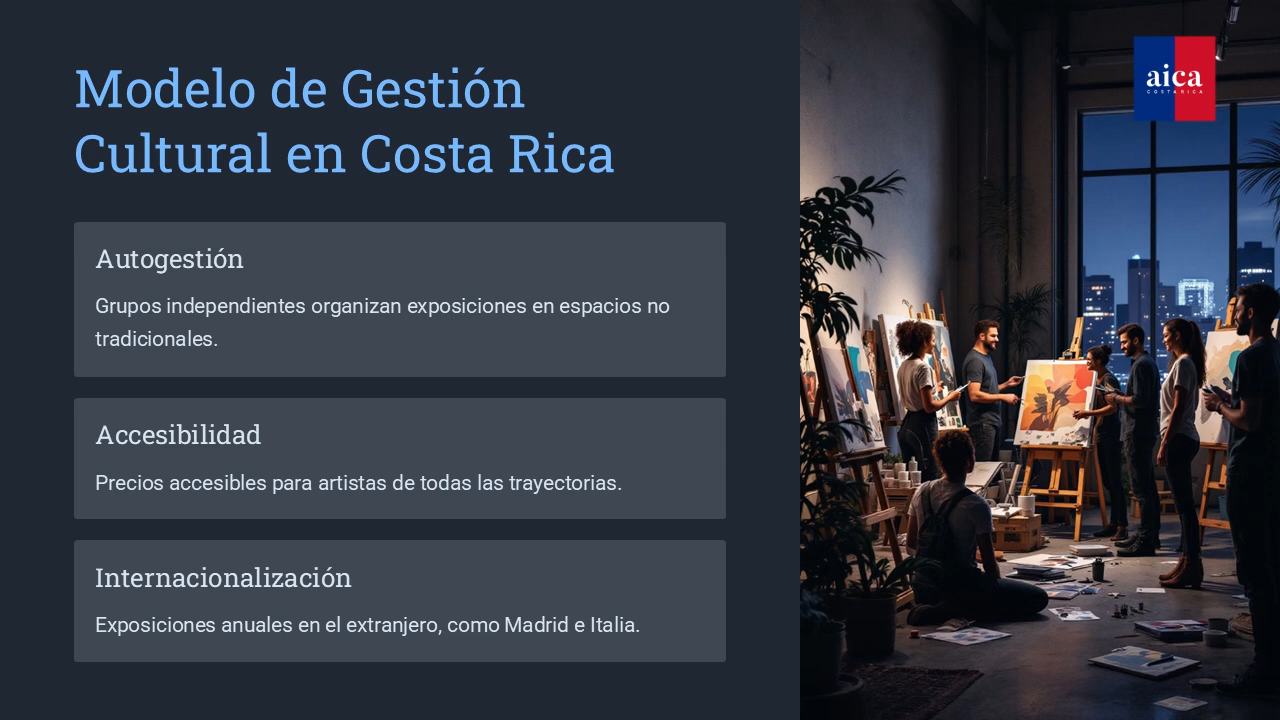 Modelo de Gestión
Cultural en Costa Rica
Autogestión
Grupos independientes organizan exposiciones en espacios no
tradicionales.
Accesibilidad
Precios accesibles para artistas de todas las trayectorias.
Internacionalización
Exposiciones anuales en el extranjero, como Madrid e Italia.
aica
COSTARICA